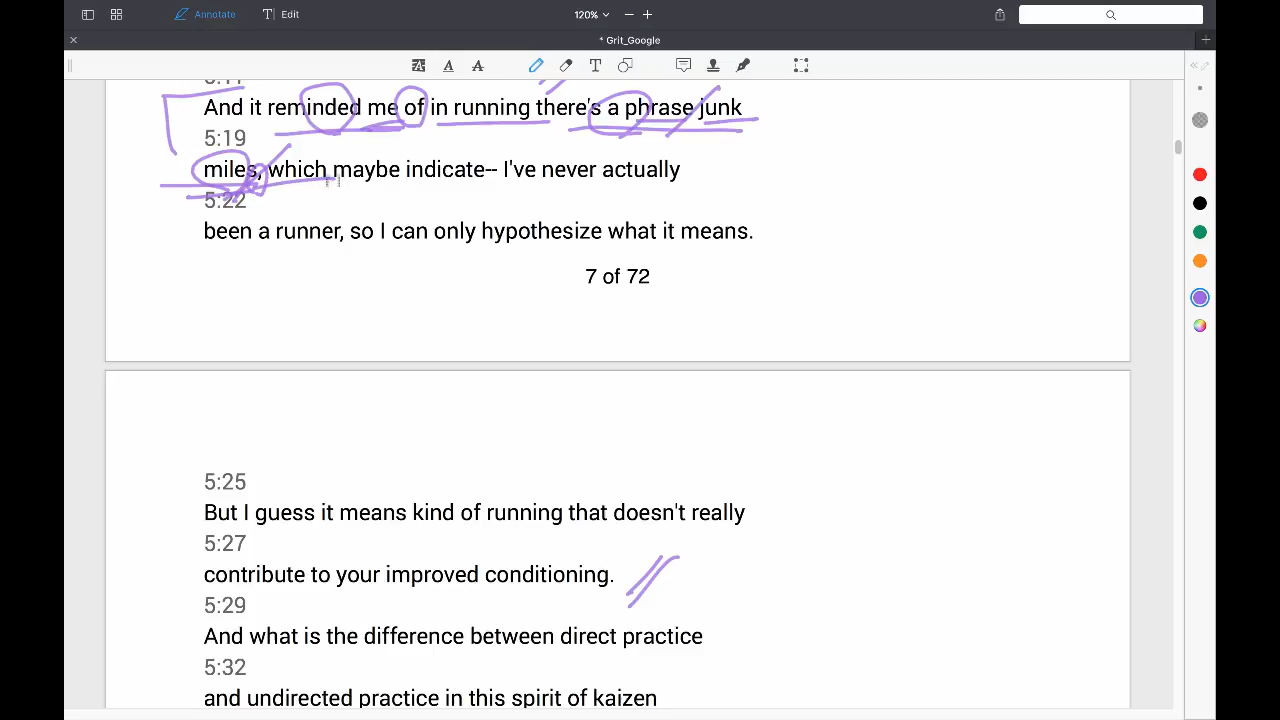 Annotate
Edit
120%
* Grit_Google
And it reminded me of in running there's a phrase junk
5:19
miles, which maybe indicate-- I've never actually
5:22
been a runner, so I can only hypothesize what it means.
7 of 72
5:25
But I guess it means kind of running that doesn't really
5:27
contribute to your improved conditioning.
5:29
And what is the difference between direct practice
5:32
and undirected practice in this spirit of kaizen